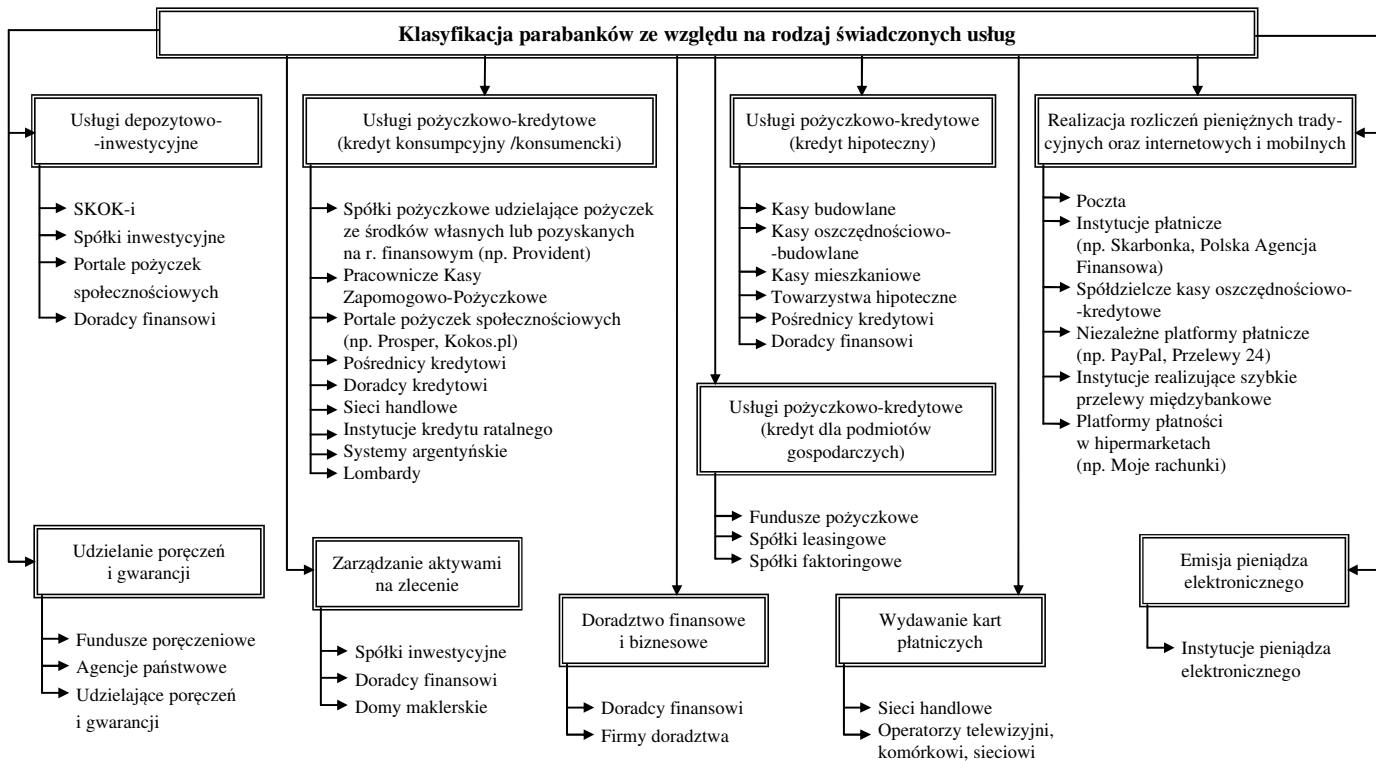 Klasyfikacja parabanków ze względu na rodzaj świadczonych usług
Usługi depozytowo-
-inwestycyjne
SKOK-i
Spółki inwestycyjne
Portale pożyczek
społecznościowych
Doradcy finansowi
Usługi pożyczkowo-kredytowe
(kredyt konsumpcyjny /konsumencki)
Spółki pożyczkowe udzielające pożyczek
ze środków własnych lub pozyskanych
na r. finansowym (np. Provident)
Pracownicze Kasy
Zapomogowo-Pożyczkowe
Portale pożyczek społecznościowych
(np. Prosper, Kokos.pl)
Pośrednicy kredytowi
Doradcy kredytowi
Sieci handlowe
Instytucje kredytu ratalnego
Systemy argentyńskie
Lombardy
Usługi pożyczkowo-kredytowe
(kredyt hipoteczny)
Kasy budowlane
Kasy oszczędnościowo-
-budowlane
Kasy mieszkaniowe
Towarzystwa hipoteczne
Pośrednicy kredytowi
Doradcy finansowi
Realizacja rozliczeń pieniężnych trady-
cyjnych oraz internetowych i mobilnych
Poczta
Instytucje płatnicze
(np. Skarbonka, Polska Agencja
Finansowa)
Spółdzielcze kasy oszczędnościowo-
-kredytowe
Niezależne platformy płatnicze
(np. PayPal, Przelewy 24)
Instytucje realizujące szybkie
przelewy międzybankowe
Platformy płatności
w hipermarketach
(np. Moje rachunki)
Usługi pożyczkowo-kredytowe
(kredyt dla podmiotów
gospodarczych)
Fundusze pożyczkowe
Spółki leasingowe
Spółki faktoringowe
Udzielanie poręczeń
i gwarancji
Fundusze poręczeniowe
Agencje państwowe
Udzielające poręczeń
i gwarancji
Zarządzanie aktywami
na zlecenie
Spółki inwestycyjne
Doradcy finansowi
Domy maklerskie
Doradztwo finansowe
i biznesowe
Doradcy finansowi
Firmy doradztwa
Wydawanie kart
płatniczych
Sieci handlowe
Operatorzy telewizyjni,
komórkowi, sieciowi
Emisja pieniądza
elektronicznego
Instytucje pieniądza
elektronicznego